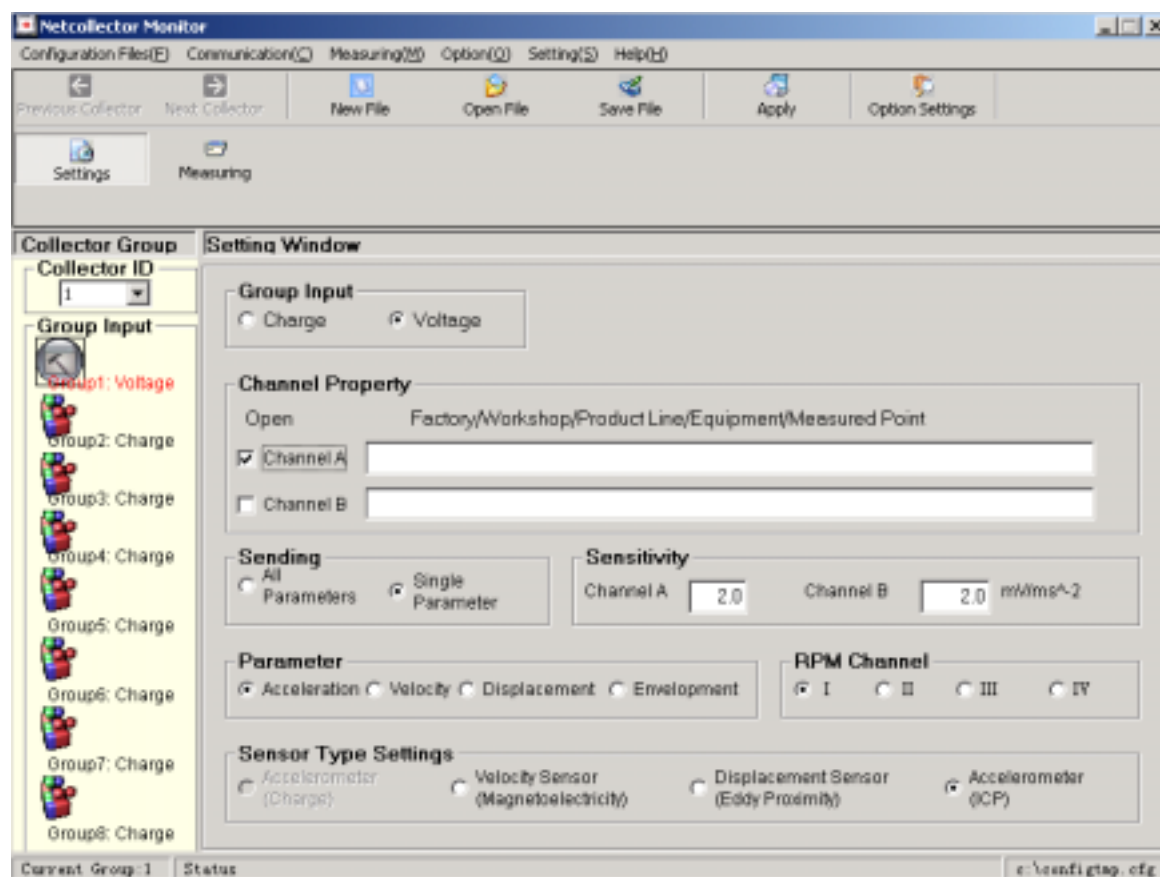 Netcollector Monitor
Configuration Files(F) Communication(C) Measuring(M) Option(O) Setting(S) Help(H)
Previous Collector Next Collector New File Open File Save File Apply Option Settings
Settings Measuring
Collector Group Setting Window
Collector ID
1
Group Input
Group1: Voltage
Group2: Charge
Group3: Charge
Group4: Charge
Group5: Charge
Group6: Charge
Group7: Charge
Group8: Charge
Group Input
Charge Voltage
Channel Property
Open Factory/Workshop/Product Line/Equipment/Measured Point
Channel A
Channel B
Sending
All Parameters Single Parameter
Sensitivity
Channel A 2.0 Channel B 2.0 mV/ms^-2
Parameter
Acceleration Velocity Displacement Envelopment
RPM Channel
I II III IV
Sensor Type Settings
Accelerometer (Charge) Velocity Sensor (Magnetoelectricity) Displacement Sensor (Eddy Proximity) Accelerometer (ICP)
Current Group:1 Status c:\configtmp.cfg